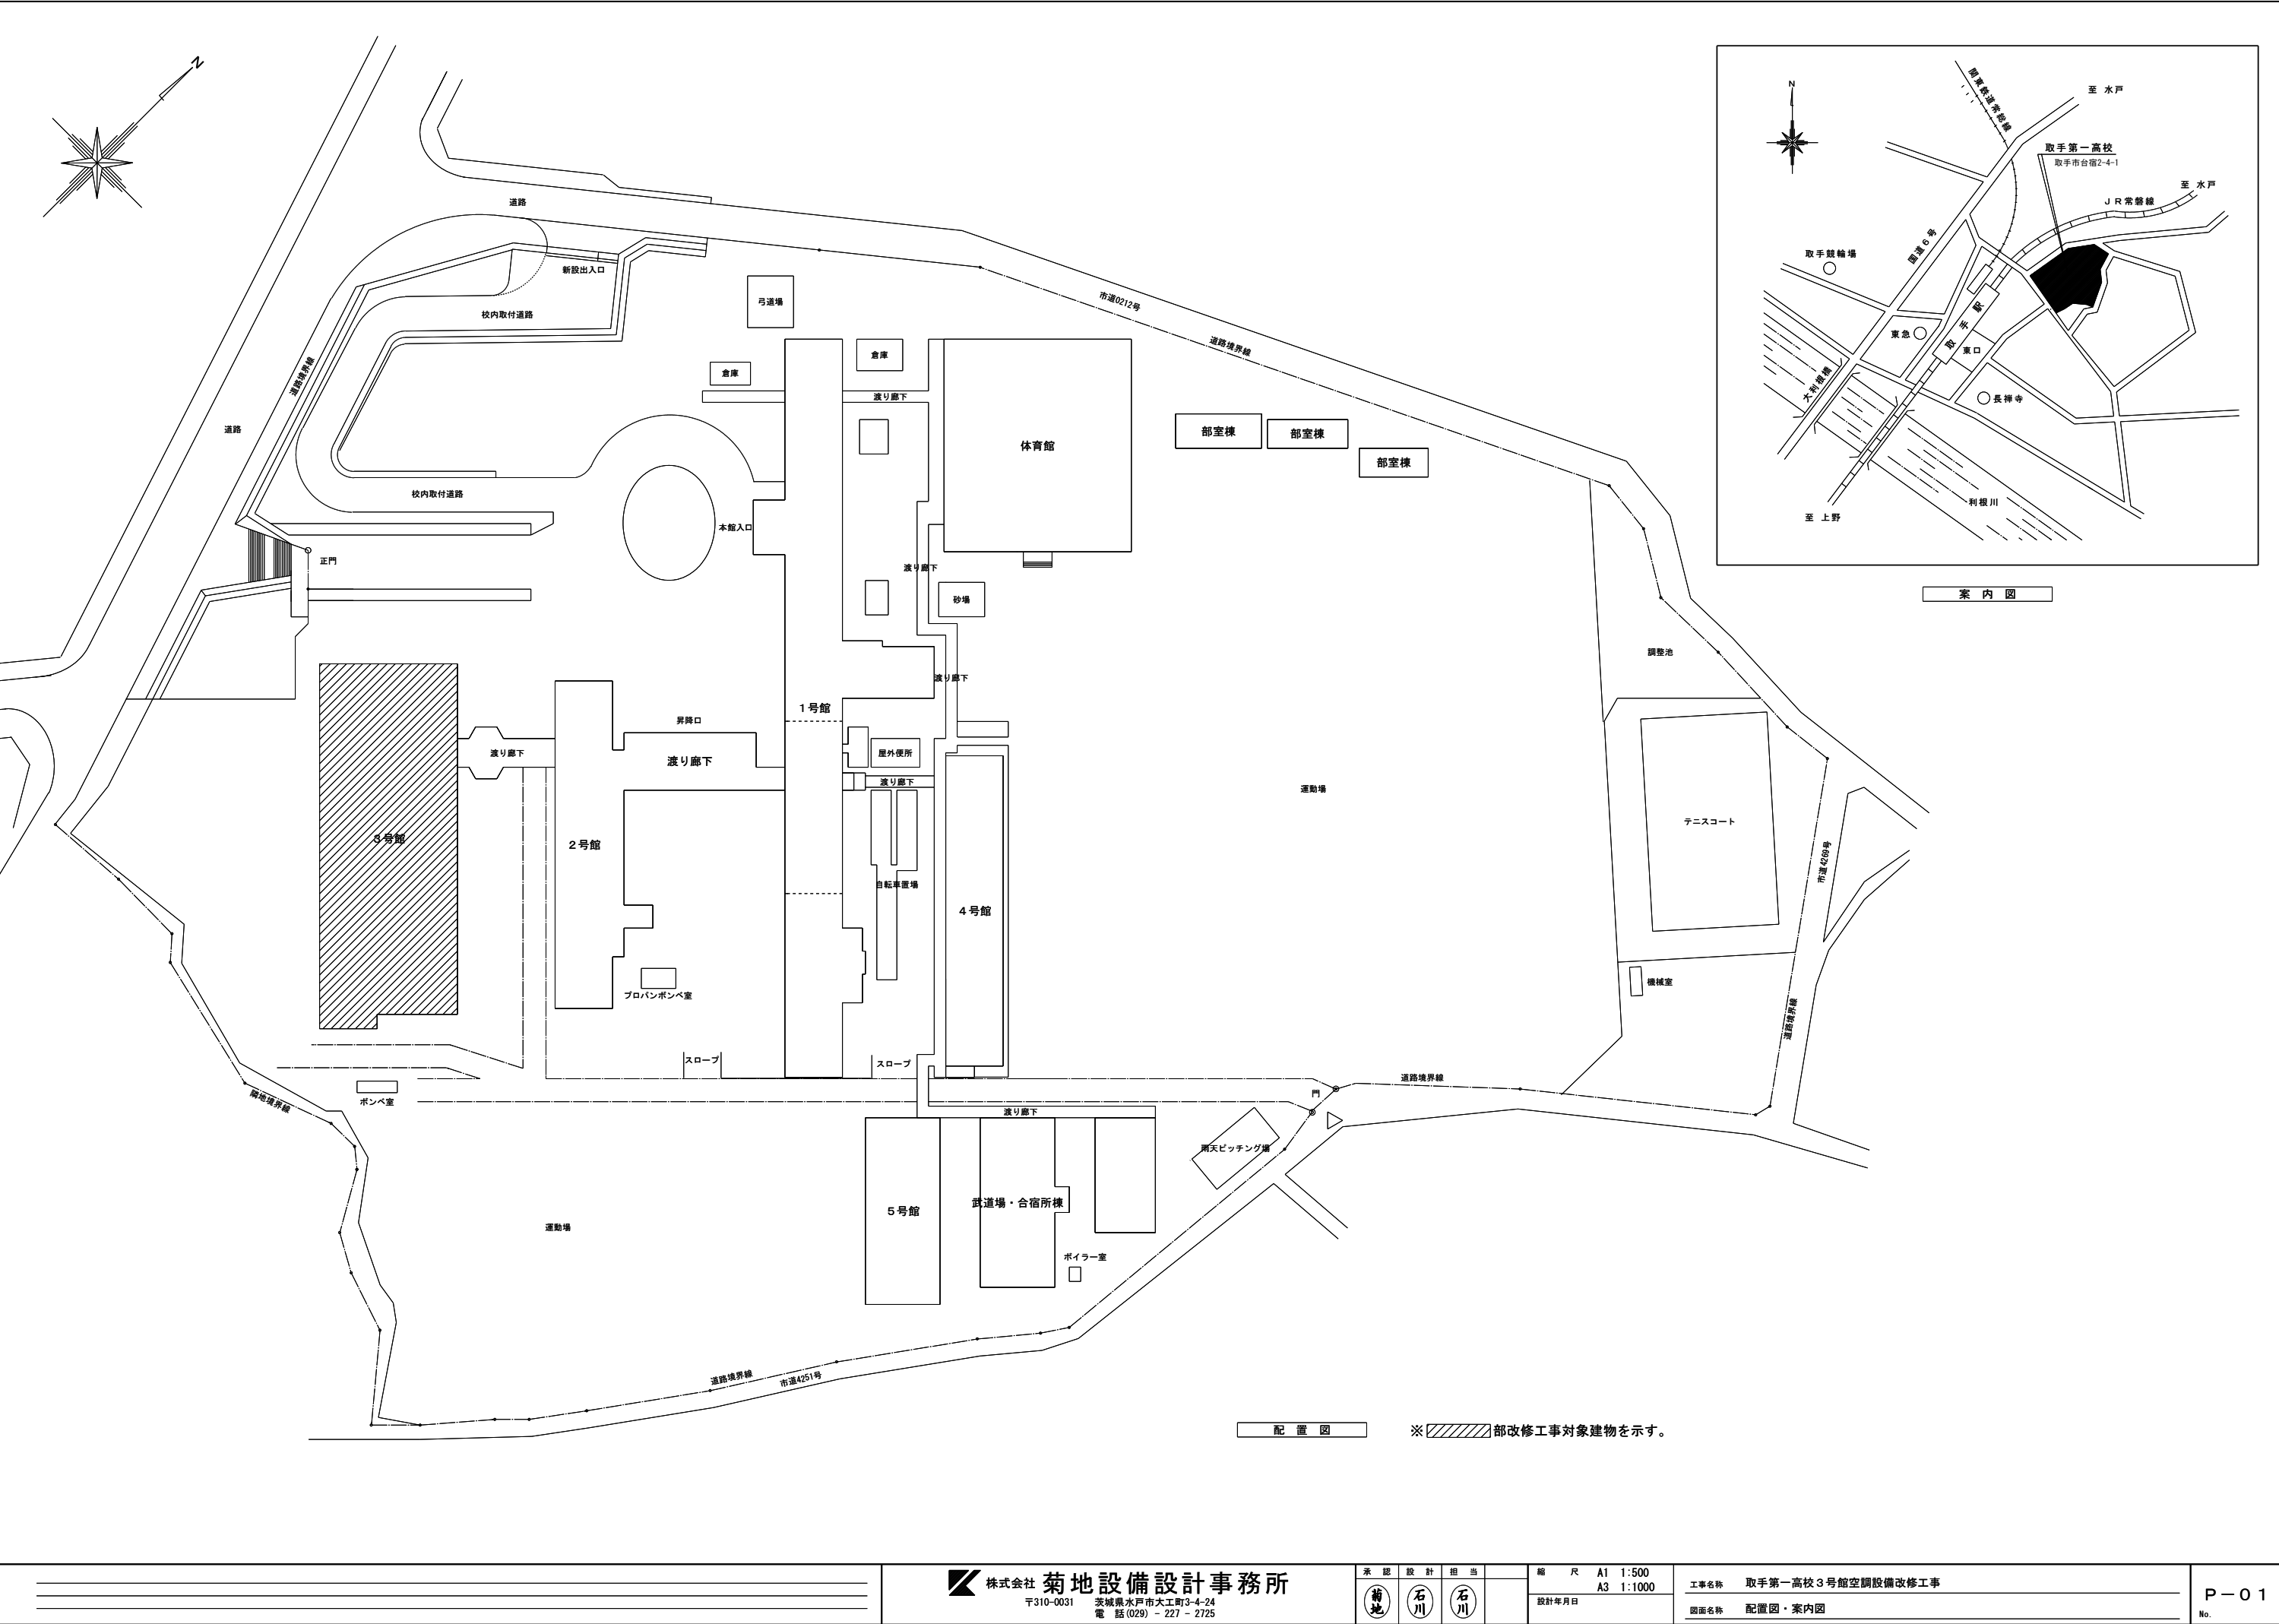 N
道路
新設出入口
校内取付道路
弓道場
市道0212号
道路境界線
道路境界線
倉庫
倉庫
渡り廊下
道路
体育館
部室棟
部室棟
部室棟
校内取付道路
本館入口
正門
渡り廊下
砂場
調整池
渡り廊下
1号館
昇降口
渡り廊下
渡り廊下
屋外便所
渡り廊下
運動場
テニスコート
3号館
2号館
市道4269号
自転車置場
4号館
機械室
プロパンボンベ室
道路境界線
スロープ
スロープ
道路境界線
門
ボンベ室
隣地境界線
渡り廊下
雨天ピッチング場
5号館
武道場・合宿所棟
運動場
ボイラー室
道路境界線
市道4251号
配置図
※部改修工事対象建物を示す。
N
関東鉄道常総線
至 水戸
取手第一高校
取手市台宿2-4-1
至 水戸
JR常磐線
国道6号
取手競輪場
取手駅
東急
東口
大利根橋
長禅寺
利根川
至 上野
案内図
株式会社 菊地設備設計事務所
〒310-0031 茨城県水戸市大工町3-4-24
電 話(029) - 227 - 2725
承認 設計 担当
菊地 石川 石川
縮尺 A1 1:500
A3 1:1000
設計年月日
工事名称 取手第一高校3号館空調設備改修工事
図面名称 配置図・案内図
P-01
No.